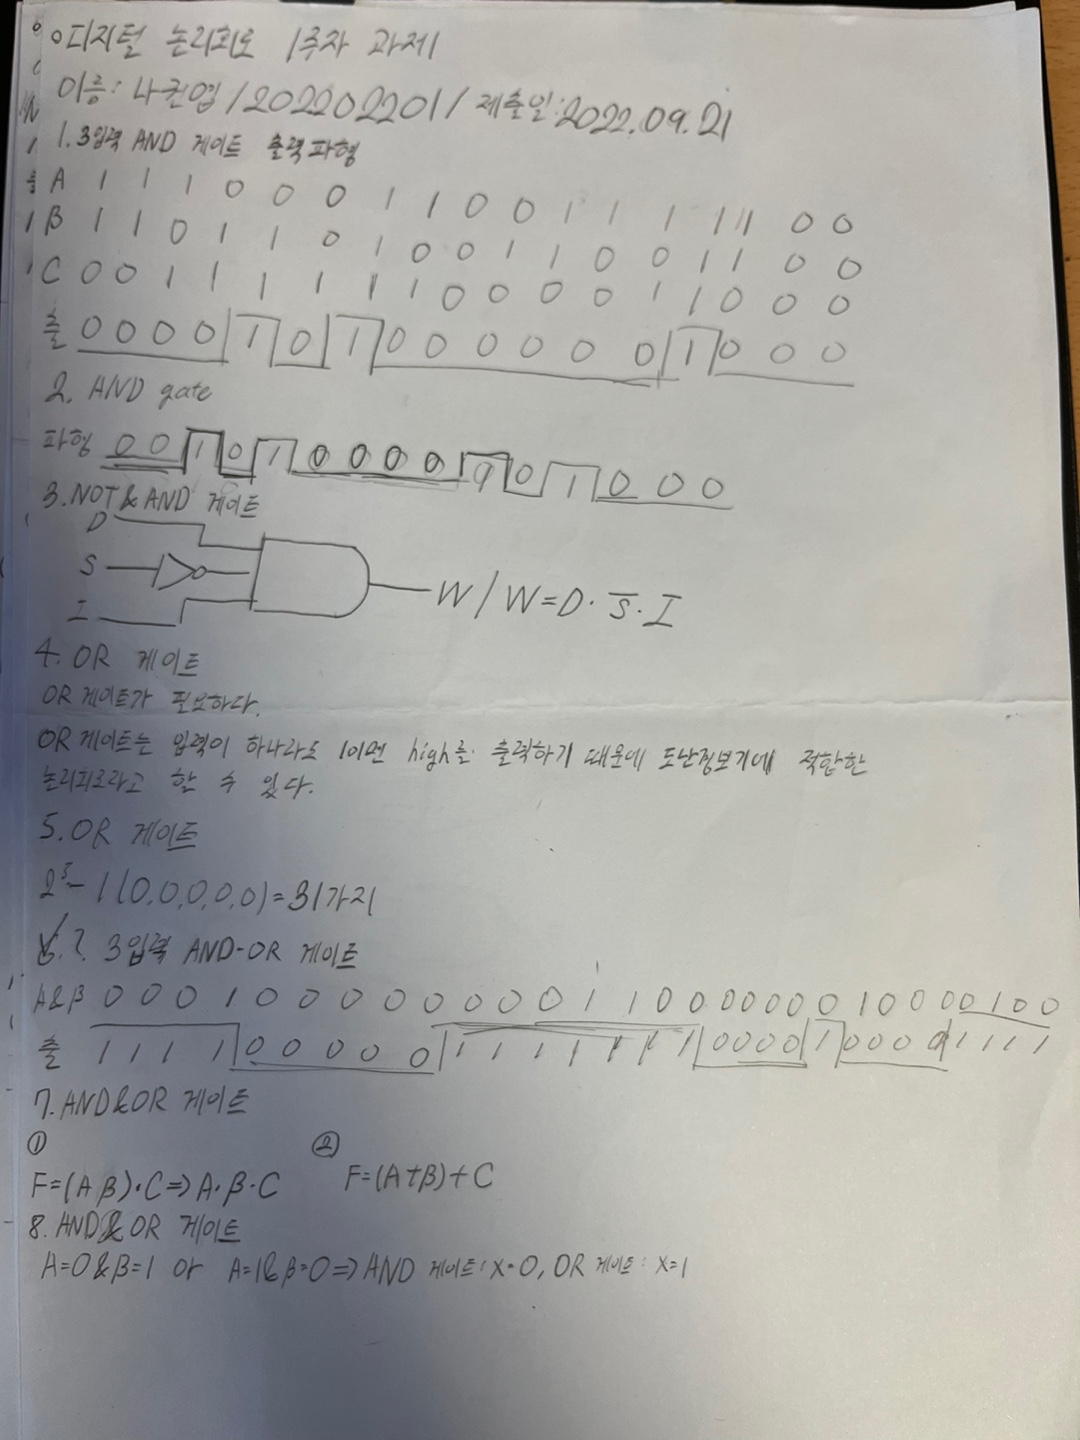 ○디지털 논리회로 1주차 과제
이름: 나권엽/202202201/ 제출일:2022.09.21
1.3입력 AND 게이트 출력파형
A 1 1 1 0 0 0 1 1 0 0 1 1 1 1 1 0 0
B 1 1 0 1 1 0 1 0 0 1 1 0 0 1 1 0 0
C 0 0 1 1 1 1 1 1 0 0 0 0 1 1 0 0 0
출 0 0 0 0 1 0 1 0 0 0 0 0 0 1 0 0 0
2. AND gate
파형 0 0 1 0 1 0 0 0 0 1 0 1 0 0 0
3.NOT&AND 게이트
D
S
I
W / W=D·S̅·I
4. OR 게이트
OR 게이트가 필요하다.
OR 게이트는 입력이 하나라도 1이면 high를 출력하기 때문에 도난경보기에 적합한
논리회로라고 할 수 있다.
5.OR 게이트
2⁵-1(0,0,0,0,0)=31가지
6.? 3입력 AND-OR 게이트
A&B 0 0 0 1 0 0 0 0 0 0 0 0 1 1 0 0 0 0 0 0 0 1 0 0 0 0 1 0 0
출 1 1 1 1 0 0 0 0 0 1 1 1 1 1 1 1 1 0 0 0 0 1 0 0 0 0 1 1 1 1
7.AND&OR 게이트
① ②
F=(A B)·C⇒A·B·C F=(A+B)+C
8. AND&OR 게이트
A=0&B=1 or A=1&B=0⇒AND 게이트:X=0, OR 게이트: X=1